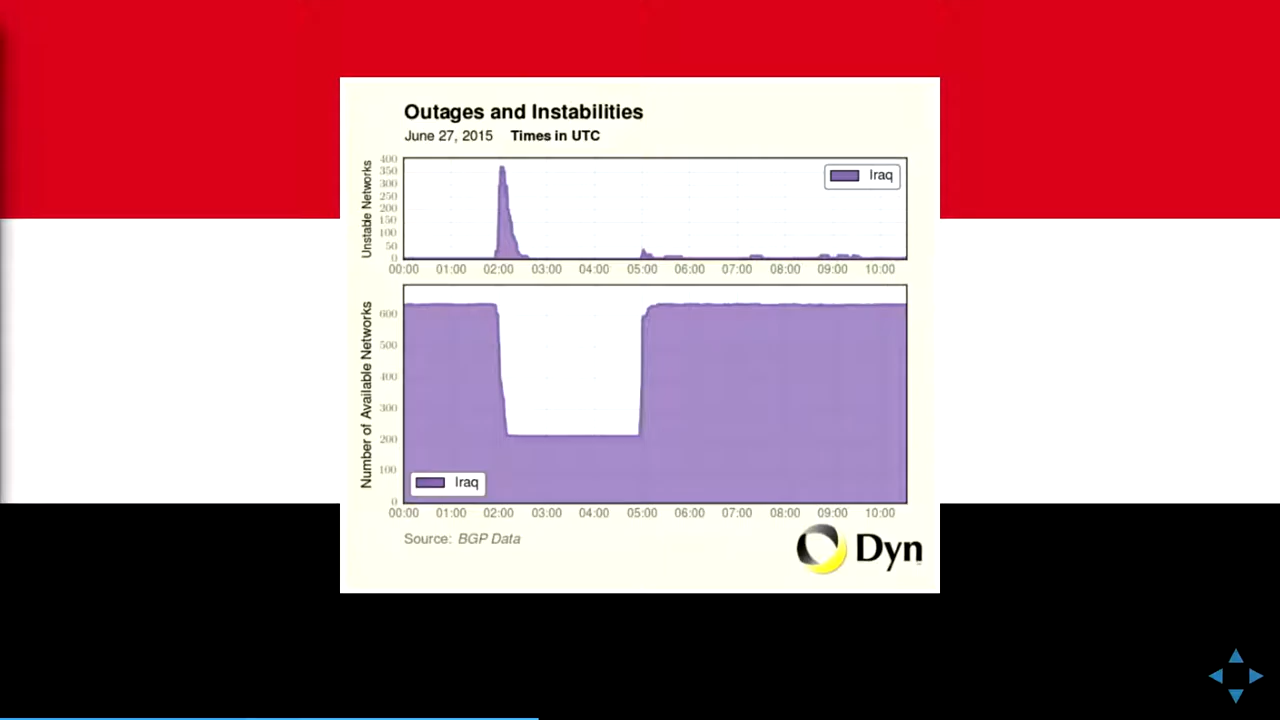 Outages and Instabilities
June 27, 2015 Times in UTC
Unstable Networks
400
350
300
250
200
150
100
50
0
Iraq
00:00 01:00 02:00 03:00 04:00 05:00 06:00 07:00 08:00 09:00 10:00
Number of Available Networks
600
500
400
300
200
100
0
Iraq
00:00 01:00 02:00 03:00 04:00 05:00 06:00 07:00 08:00 09:00 10:00
Source: BGP Data
Dyn